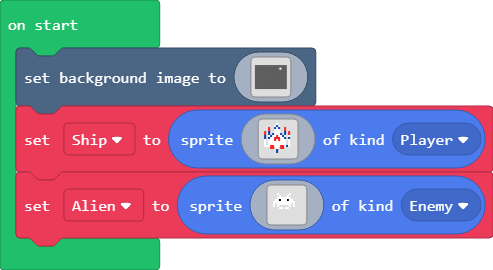 on start
set background image to
set Ship to sprite of kind Player
set Alien to sprite of kind Enemy